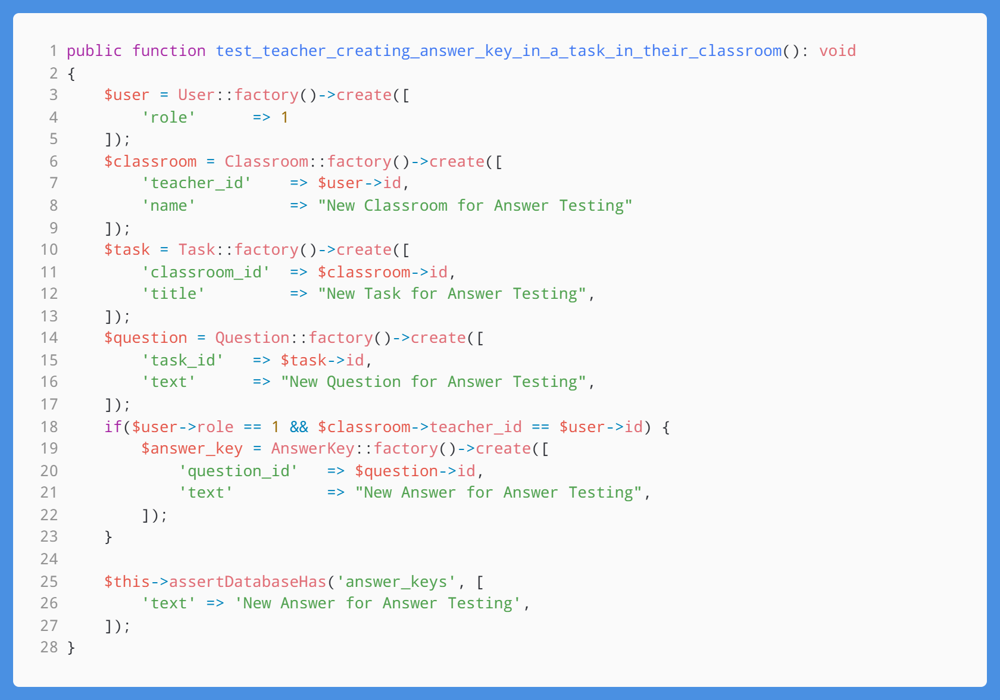 1 public function test_teacher_creating_answer_key_in_a_task_in_their_classroom(): void
2 {
3     $user = User::factory()->create([
4         'role'      => 1
5     ]);
6     $classroom = Classroom::factory()->create([
7         'teacher_id'    => $user->id,
8         'name'          => "New Classroom for Answer Testing"
9     ]);
10     $task = Task::factory()->create([
11         'classroom_id'  => $classroom->id,
12         'title'         => "New Task for Answer Testing",
13     ]);
14     $question = Question::factory()->create([
15         'task_id'   => $task->id,
16         'text'      => "New Question for Answer Testing",
17     ]);
18     if($user->role == 1 && $classroom->teacher_id == $user->id) {
19         $answer_key = AnswerKey::factory()->create([
20             'question_id'   => $question->id,
21             'text'          => "New Answer for Answer Testing",
22         ]);
23     }
24
25     $this->assertDatabaseHas('answer_keys', [
26         'text' => 'New Answer for Answer Testing',
27     ]);
28 }